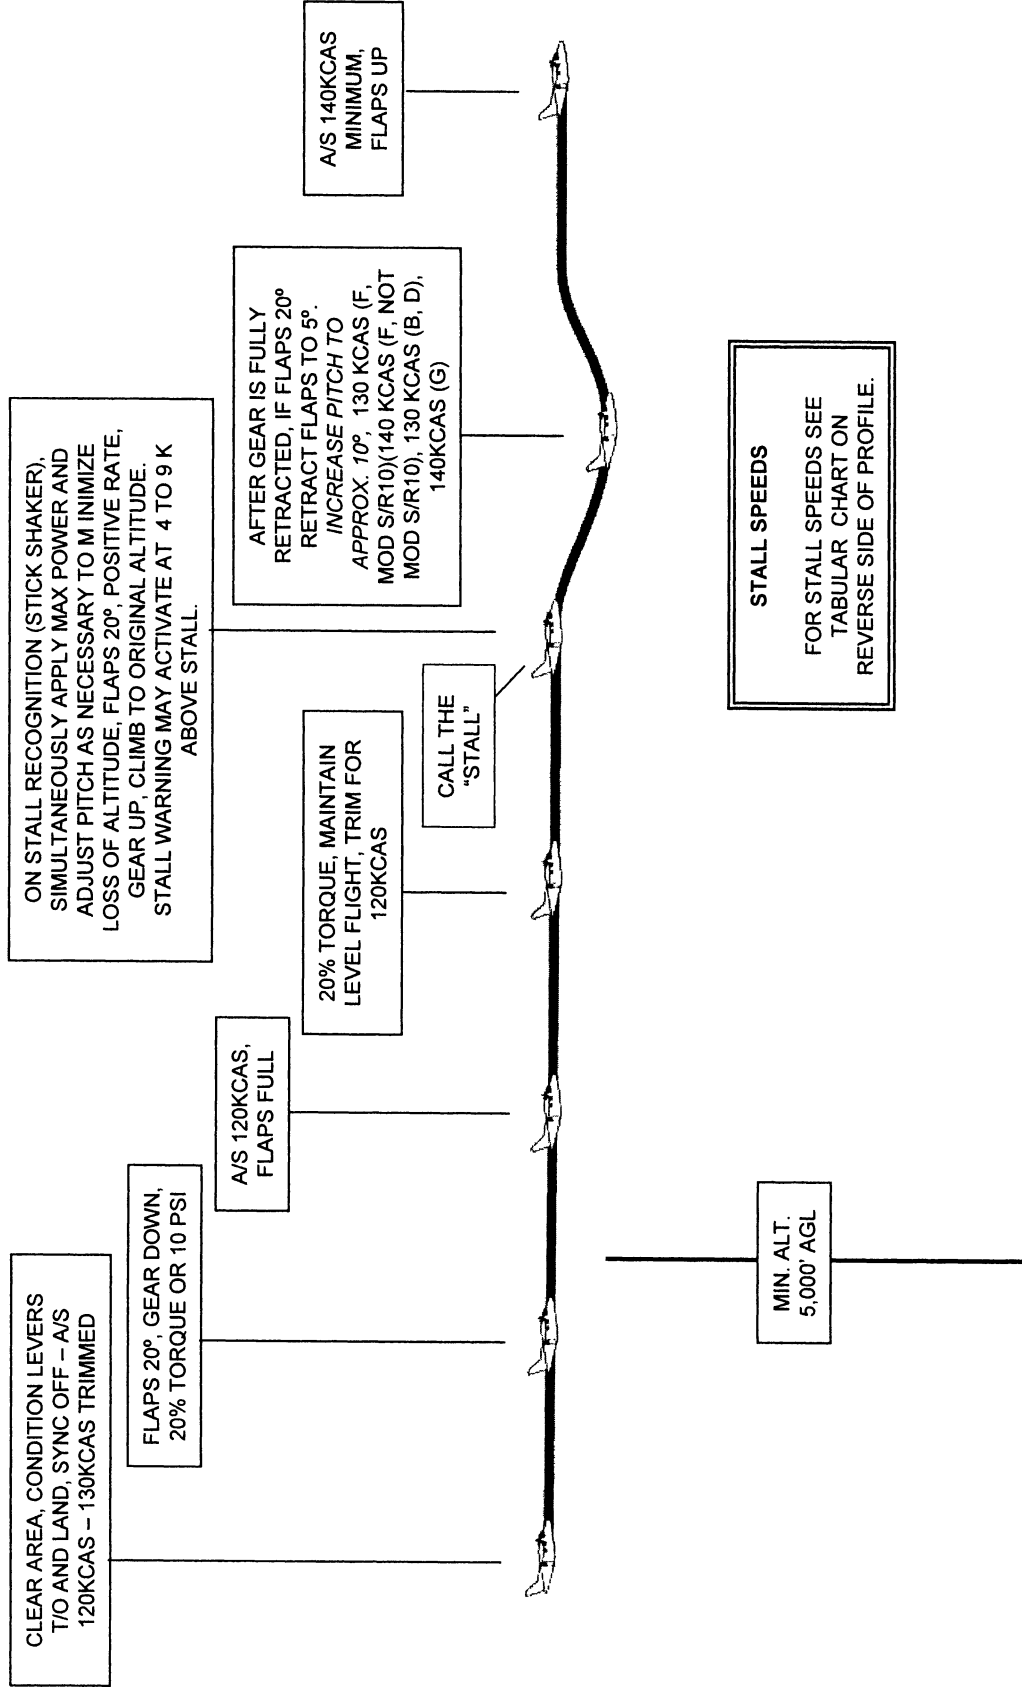 CLEAR AREA, CONDITION LEVERS
T/O AND LAND, SYNC OFF – A/S
120KCAS – 130KCAS TRIMMED
FLAPS 20º, GEAR DOWN,
20% TORQUE OR 10 PSI
A/S 120KCAS,
FLAPS FULL
20% TORQUE, MAINTAIN
LEVEL FLIGHT, TRIM FOR
120KCAS
CALL THE
“STALL”
ON STALL RECOGNITION (STICK SHAKER),
SIMULTANEOUSLY APPLY MAX POWER AND
ADJUST PITCH AS NECESSARY TO M INIMIZE
LOSS OF ALTITUDE, FLAPS 20º, POSITIVE RATE,
GEAR UP, CLIMB TO ORIGINAL ALTITUDE.
STALL WARNING MAY ACTIVATE AT 4 TO 9 K
ABOVE STALL.
AFTER GEAR IS FULLY
RETRACTED, IF FLAPS 20º
RETRACT FLAPS TO 5º.
INCREASE PITCH TO
APPROX. 10º, 130 KCAS (F,
MOD S/R10)(140 KCAS (F, NOT
MOD S/R10), 130 KCAS (B, D),
140KCAS (G)
A/S 140KCAS
MINIMUM,
FLAPS UP
MIN. ALT.
5,000’ AGL
STALL SPEEDS
FOR STALL SPEEDS SEE
TABULAR CHART ON
REVERSE SIDE OF PROFILE.